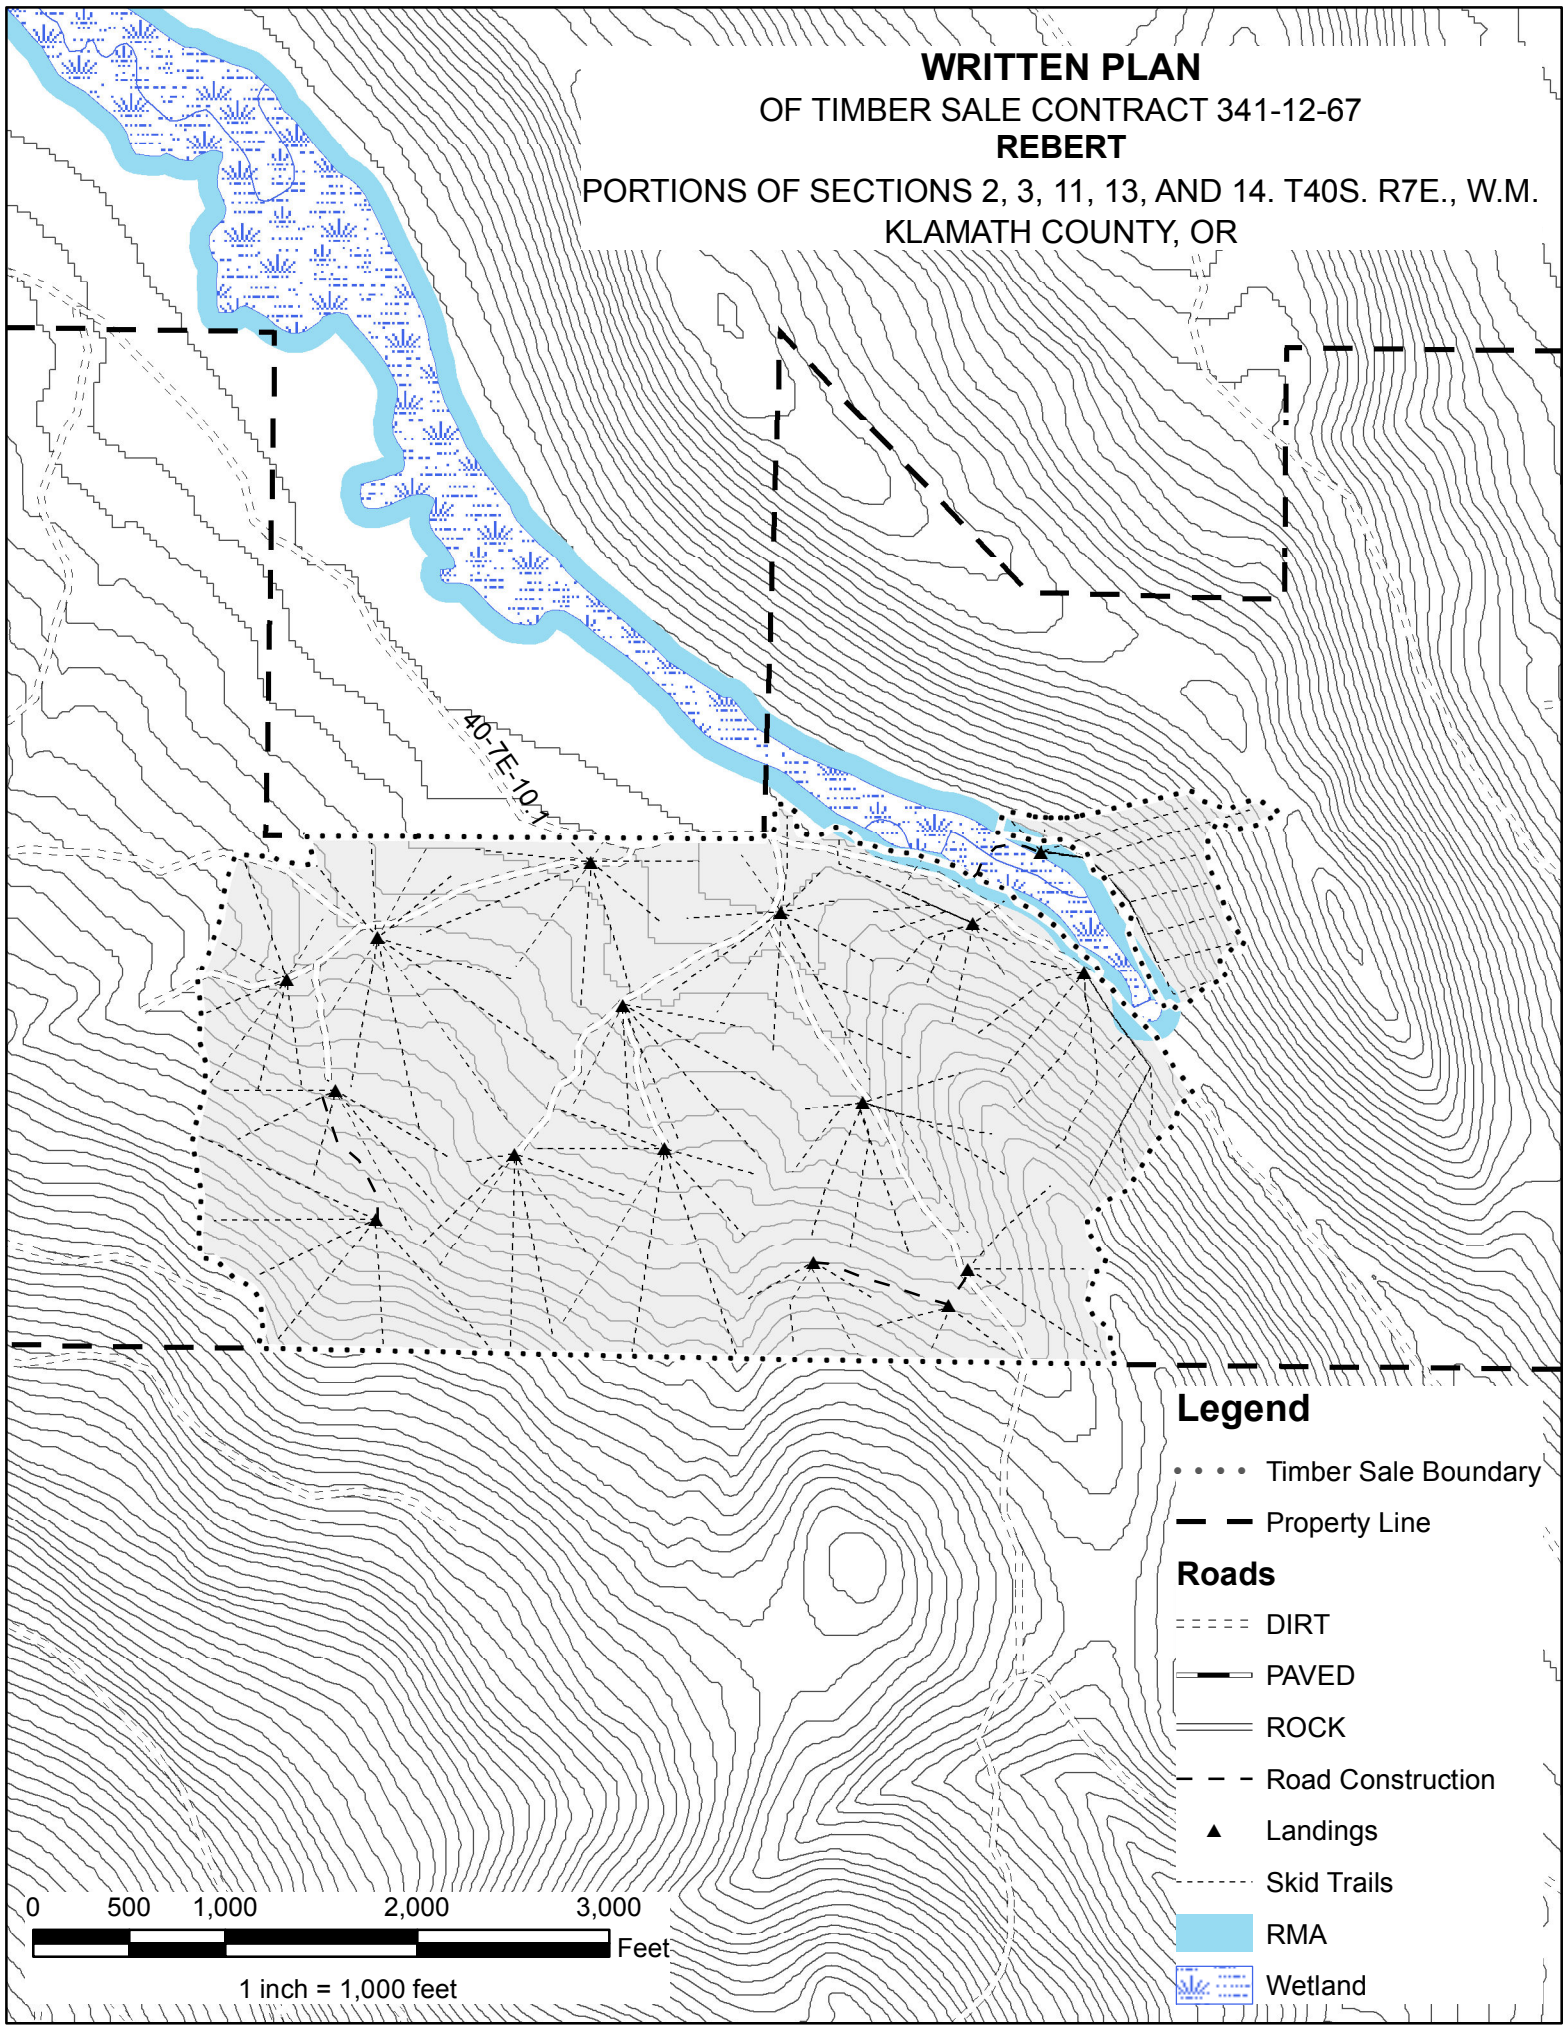 WRITTEN PLAN
OF TIMBER SALE CONTRACT 341-12-67
REBERT
PORTIONS OF SECTIONS 2, 3, 11, 13, AND 14. T40S. R7E., W.M.
KLAMATH COUNTY, OR
40-7E-10.1
Legend
Timber Sale Boundary
Property Line
Roads
DIRT
PAVED
ROCK
Road Construction
Landings
Skid Trails
RMA
Wetland
0 500 1,000 2,000 3,000
Feet
1 inch = 1,000 feet